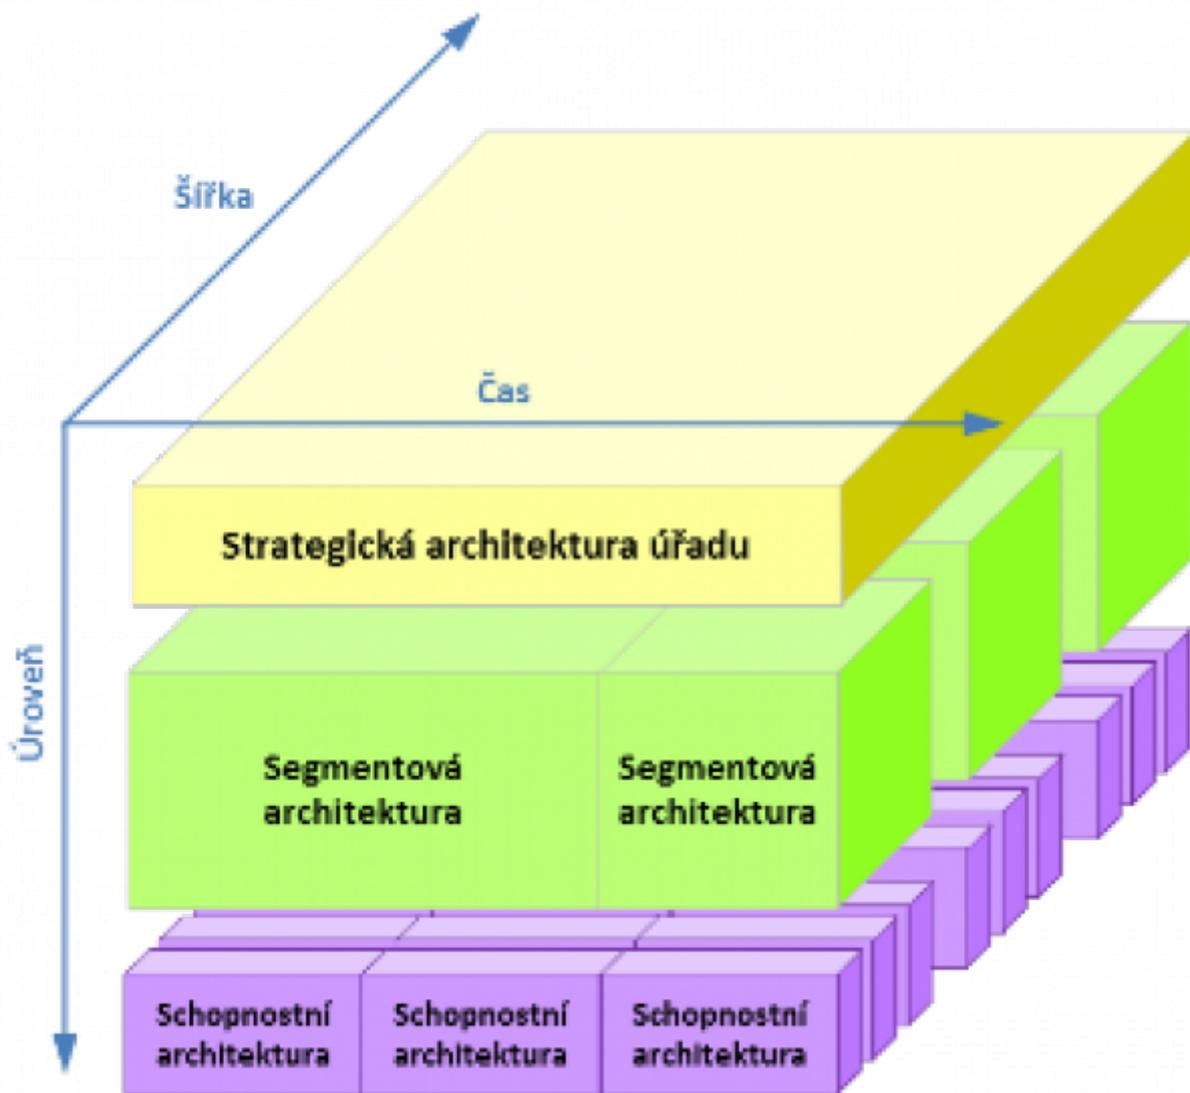 Šířka
Čas
Úroveň
Strategická architektura úřadu
Segmentová
architektura
Segmentová
architektura
Schopnostní
architektura
Schopnostní
architektura
Schopnostní
architektura